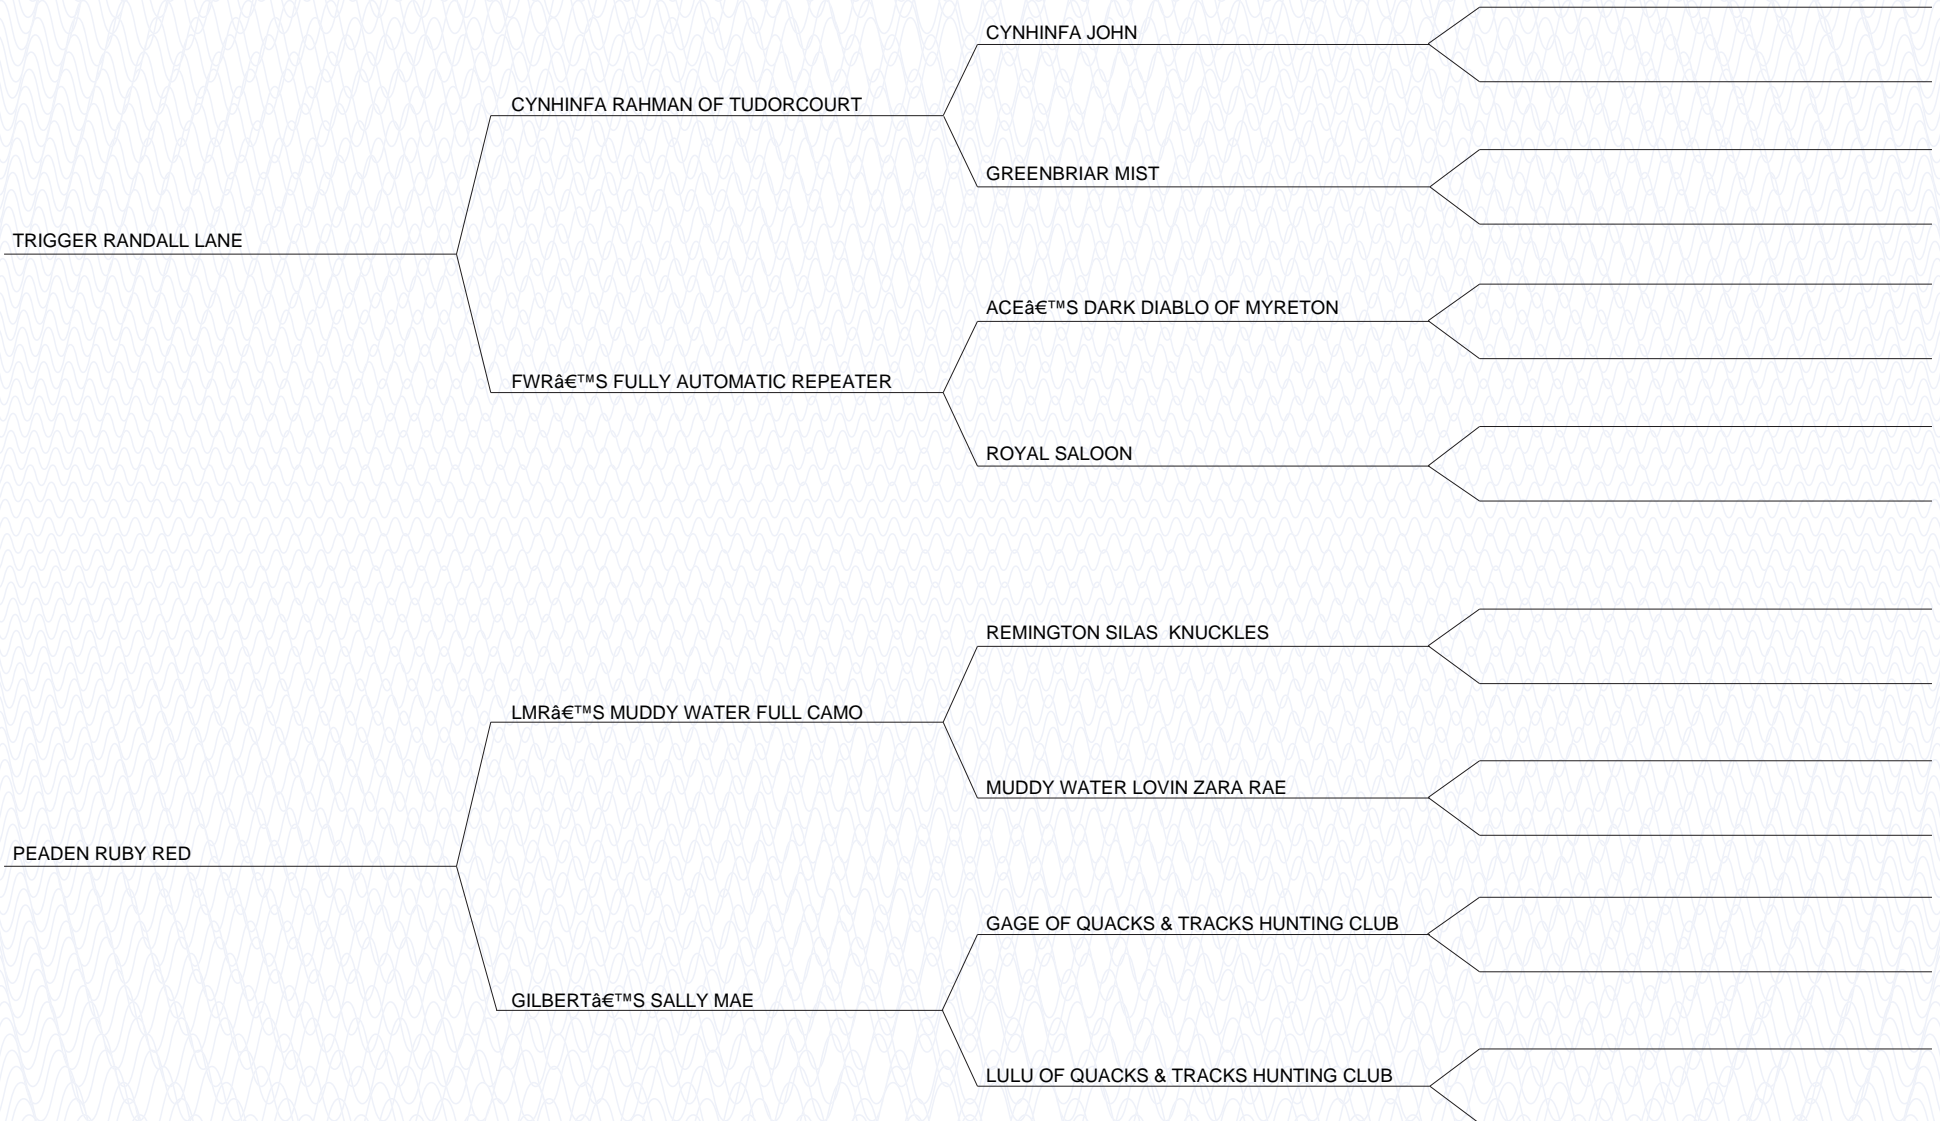 CYNHINFA JOHN
CYNHINFA RAHMAN OF TUDORCOURT
GREENBRIAR MIST
TRIGGER RANDALL LANE
ACEâ€™S DARK DIABLO OF MYRETON
FWRâ€™S FULLY AUTOMATIC REPEATER
ROYAL SALOON
REMINGTON SILAS  KNUCKLES
LMRâ€™S MUDDY WATER FULL CAMO
MUDDY WATER LOVIN ZARA RAE
PEADEN RUBY RED
GAGE OF QUACKS & TRACKS HUNTING CLUB
GILBERTâ€™S SALLY MAE
LULU OF QUACKS & TRACKS HUNTING CLUB